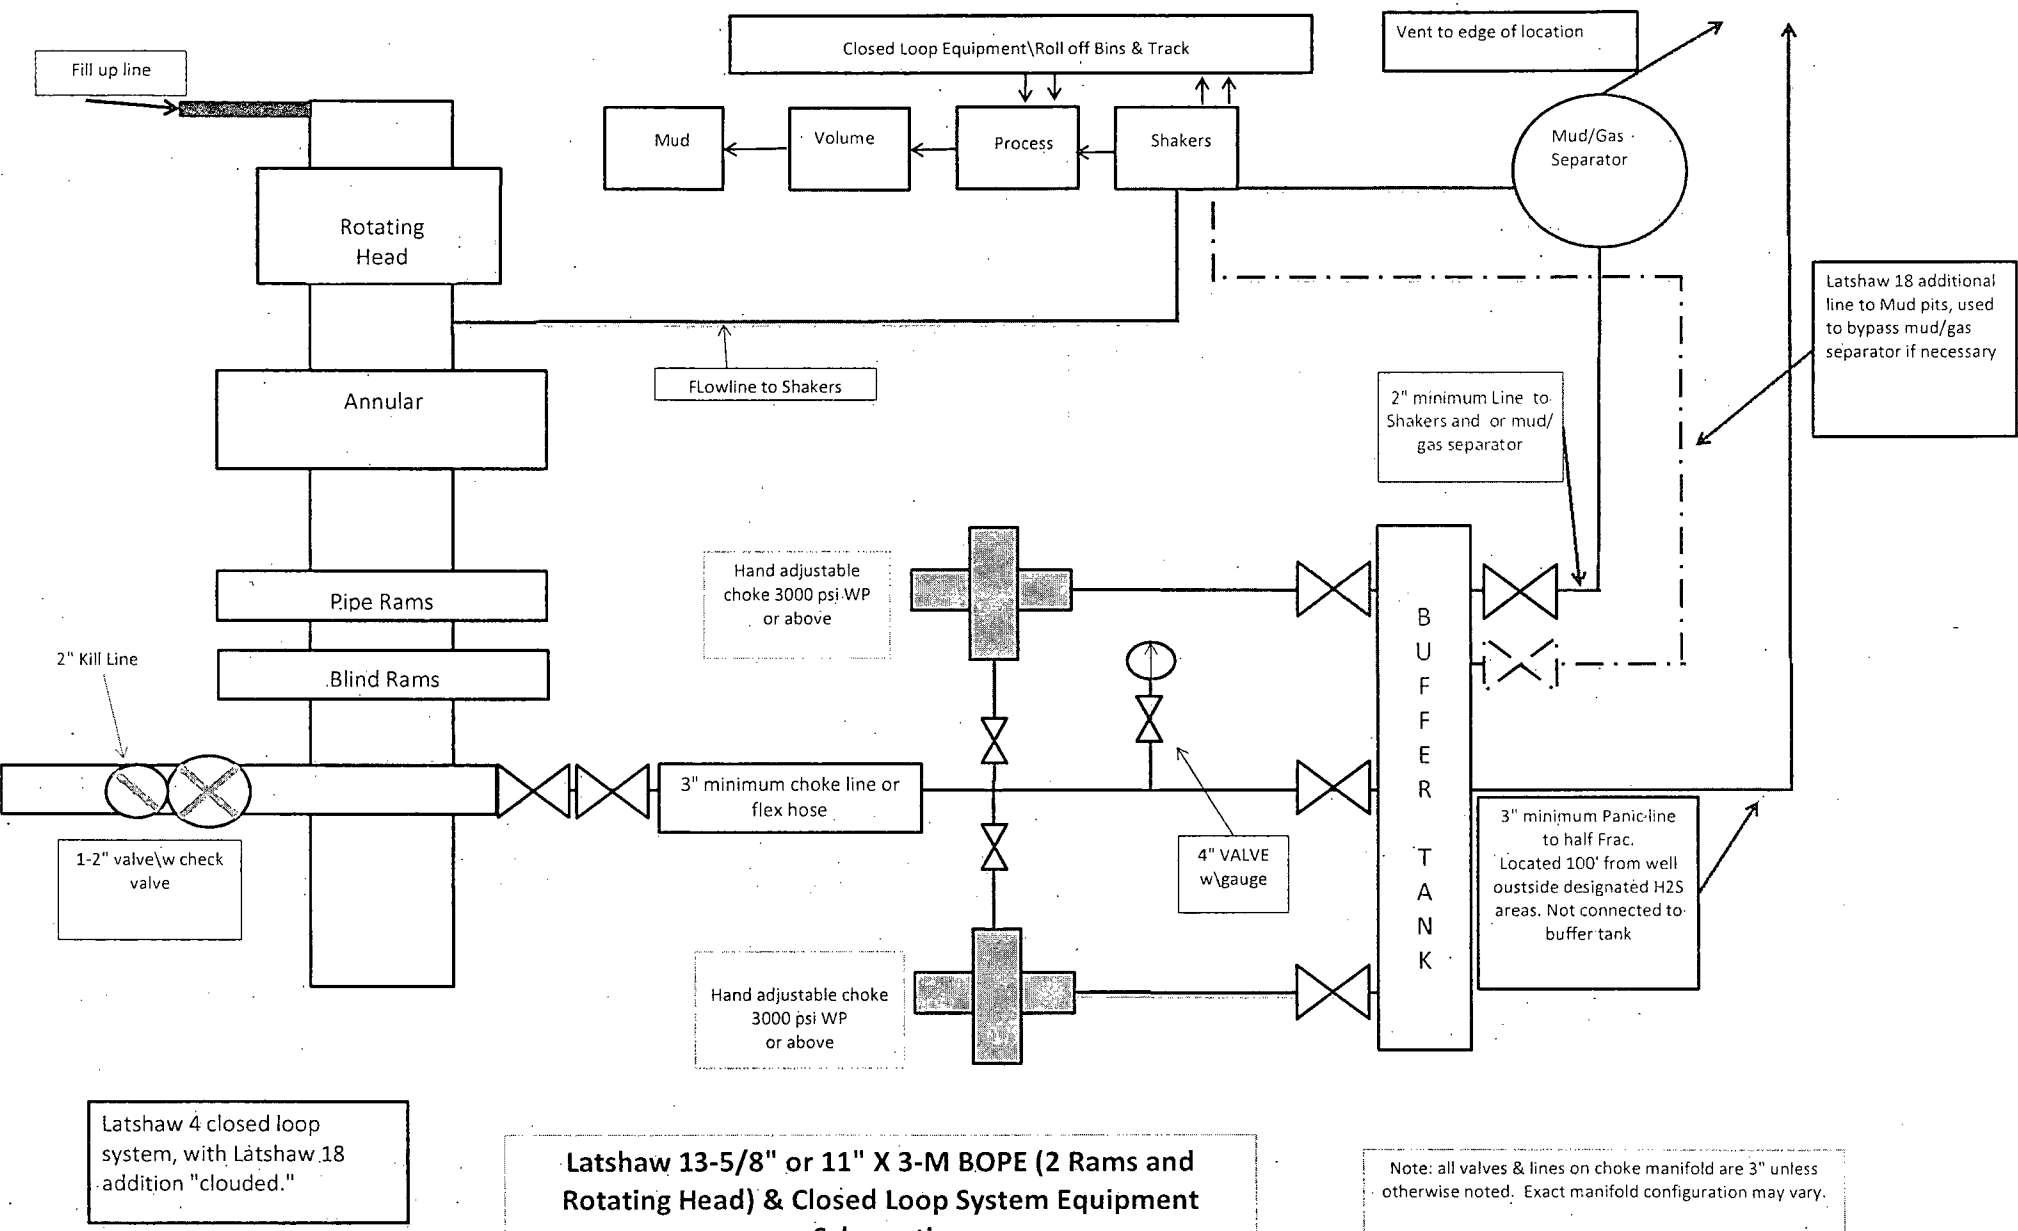 Fill up line
Closed Loop Equipment\Roll off Bins & Track
Vent to edge of location
Mud
Volume
Process
Shakers
Mud/Gas
Separator
Rotating
Head
Latshaw 18 additional
line to Mud pits, used
to bypass mud/gas
separator if necessary
FLowline to Shakers
Annular
2" minimum Line to
Shakers and or mud/
gas separator
Hand adjustable
choke 3000 psi WP
or above
Pipe Rams
Blind Rams
2" Kill Line
B
U
F
F
E
R
T
A
N
K
3" minimum choke line or
flex hose
1-2" valve\w check
valve
4" VALVE
w\gauge
3" minimum Panic line
to half Frac.
Located 100' from well
oustside designated H2S
areas. Not connected to
buffer tank
Hand adjustable choke
3000 psi WP
or above
Latshaw 4 closed loop
system, with Latshaw 18
addition "clouded."
Latshaw 13-5/8" or 11" X 3-M BOPE (2 Rams and
Rotating Head) & Closed Loop System Equipment
Note: all valves & lines on choke manifold are 3" unless
otherwise noted. Exact manifold configuration may vary.